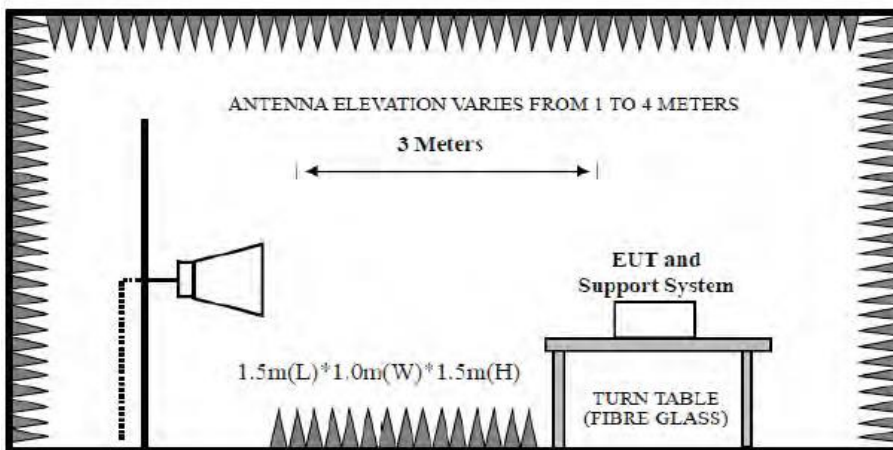 ANTENNA ELEVATION VARIES FROM 1 TO 4 METERS
3 Meters
EUT and
Support System
1.5m(L)*1.0m(W)*1.5m(H)
TURN TABLE
(FIBRE GLASS)